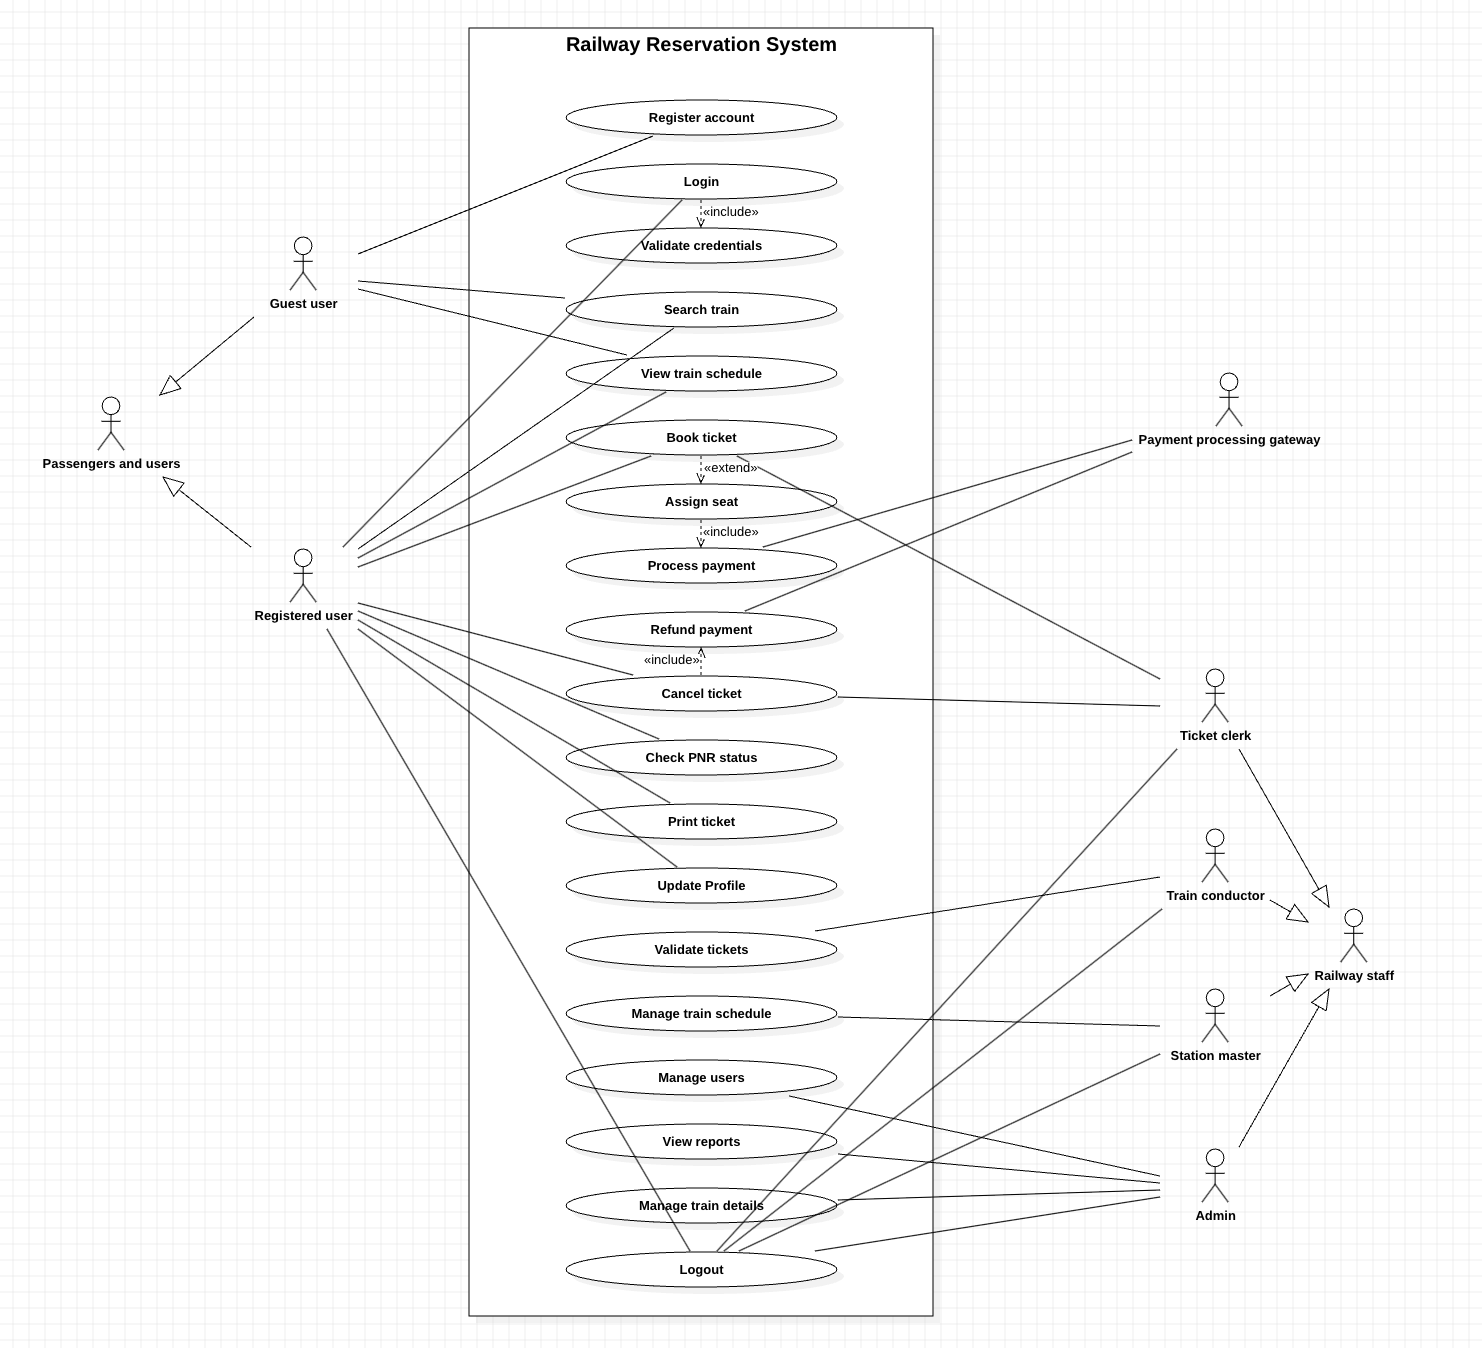 Railway Reservation System
Register account
Login
«include»
Validate credentials
Guest user
Search train
View train schedule
Passengers and users
Payment processing gateway
Book ticket
«extend»
Assign seat
«include»
Process payment
Registered user
Refund payment
«include»
Cancel ticket
Ticket clerk
Check PNR status
Print ticket
Update Profile
Train conductor
Validate tickets
Railway staff
Manage train schedule
Station master
Manage users
View reports
Manage train details
Admin
Logout